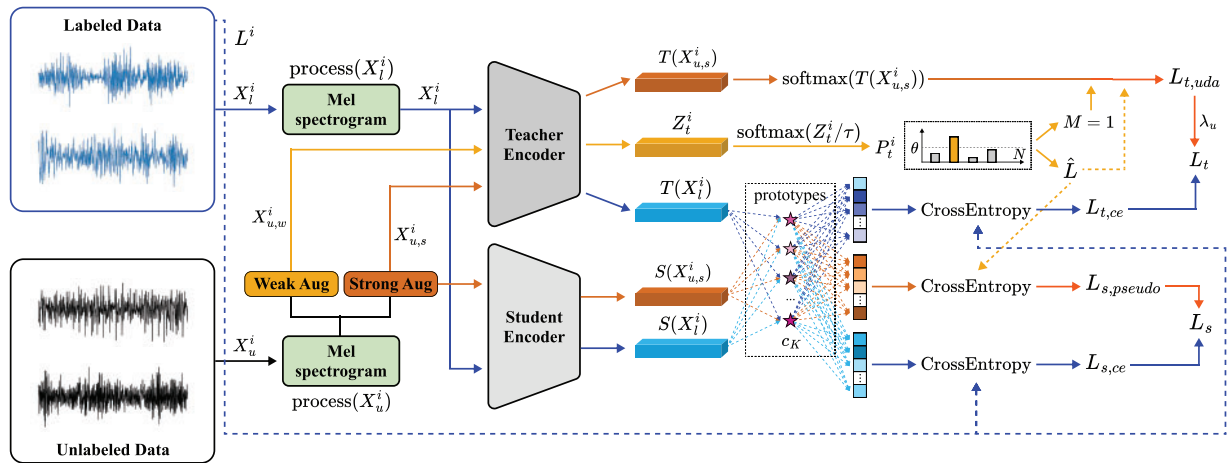 Labeled Data
L^i
X_l^i
process(X_l^i)
Mel
spectrogram
X_l^i
Teacher
Encoder
T(X_{u,s}^i)
softmax(T(X_{u,s}^i))
L_{t,uda}
Z_t^i
softmax(Z_t^i/τ)
P_t^i
θ
N
M = 1
L̂
λ_u
L_t
T(X_l^i)
prototypes
CrossEntropy
L_{t,ce}
X_{u,w}^i
X_{u,s}^i
Weak Aug
Strong Aug
Student
Encoder
S(X_{u,s}^i)
...
CrossEntropy
L_{s,pseudo}
S(X_l^i)
c_K
L_s
X_u^i
Mel
spectrogram
process(X_u^i)
CrossEntropy
L_{s,ce}
Unlabeled Data